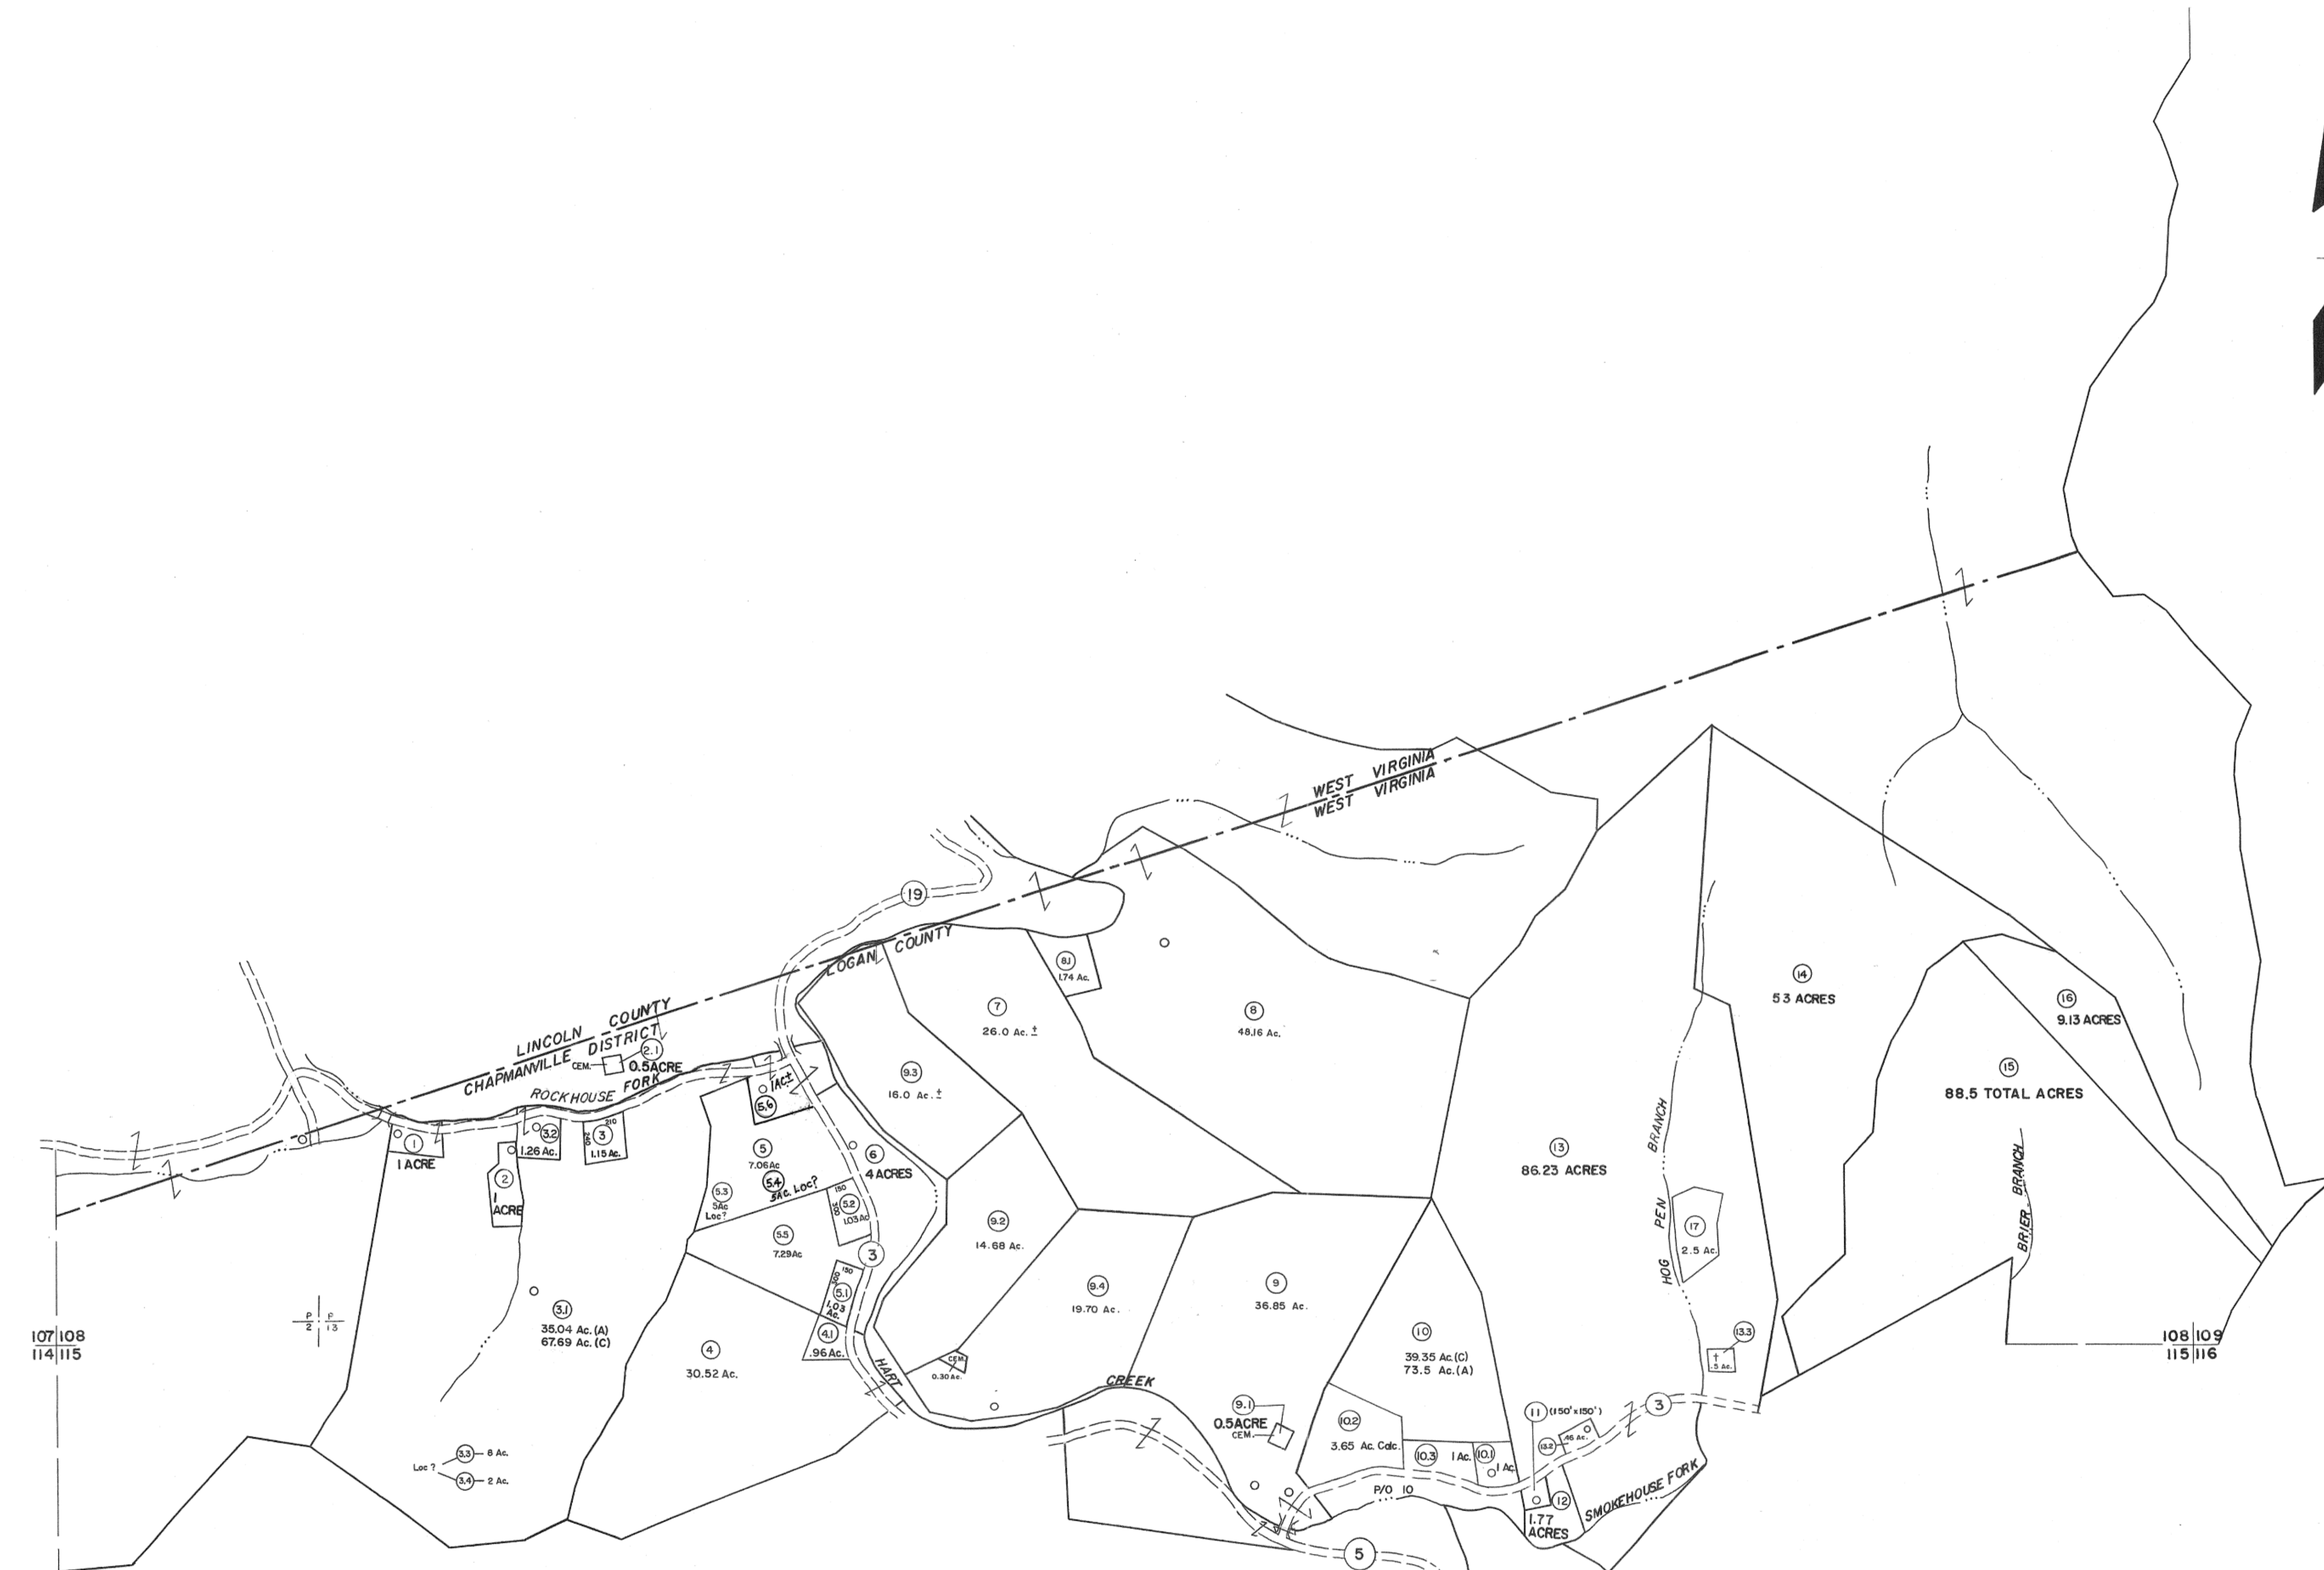 WEST VIRGINIA
WEST VIRGINIA
19
LOGAN COUNTY
LINCOLN COUNTY
CHAPMANVILLE DISTRICT
CEM.
2.1
0.5ACRE
ROCKHOUSE FORK
1
1 ACRE
2
1
ACRE
3.2
1.26 Ac.
3
210
240
1.15 Ac.
3.1
35.04 Ac. (A)
67.69 Ac. (C)
Loc ?
3.3 8 Ac.
3.4 2 Ac.
P P
2 13
107 108
114 115
4
30.52 Ac.
4.1
.96 Ac.
5
7.06 Ac
5.4
5Ac. Loc?
5.3
5Ac
Loc?
5.5
7.29Ac
5.6
1Ac±
5.2
150
300
1.03Ac
5.1
150
300
1.03
Ac.
6
4 ACRES
3
HART CREEK
7
26.0 Ac. ±
8.1
1.74 Ac.
8
48.16 Ac.
9.3
16.0 Ac. ±
9.2
14.68 Ac.
9.4
19.70 Ac.
9
36.85 Ac.
CEM.
0.30 Ac.
9.1
0.5ACRE
CEM.
10
39.35 Ac. (C)
73.5 Ac. (A)
10.2
3.65 Ac. Calc.
10.3 1 Ac.
10.1
1 Ac.
P/O 10
11 (150'x150')
12
1.77
ACRES
13.2
.46 Ac.
3
5
SMOKEHOUSE FORK
13
86.23 ACRES
HOG PEN BRANCH
17
2.5 Ac.
13.3
.5 Ac.
14
53 ACRES
15
88.5 TOTAL ACRES
16
9.13 ACRES
BRIER BRANCH
108 109
115 116